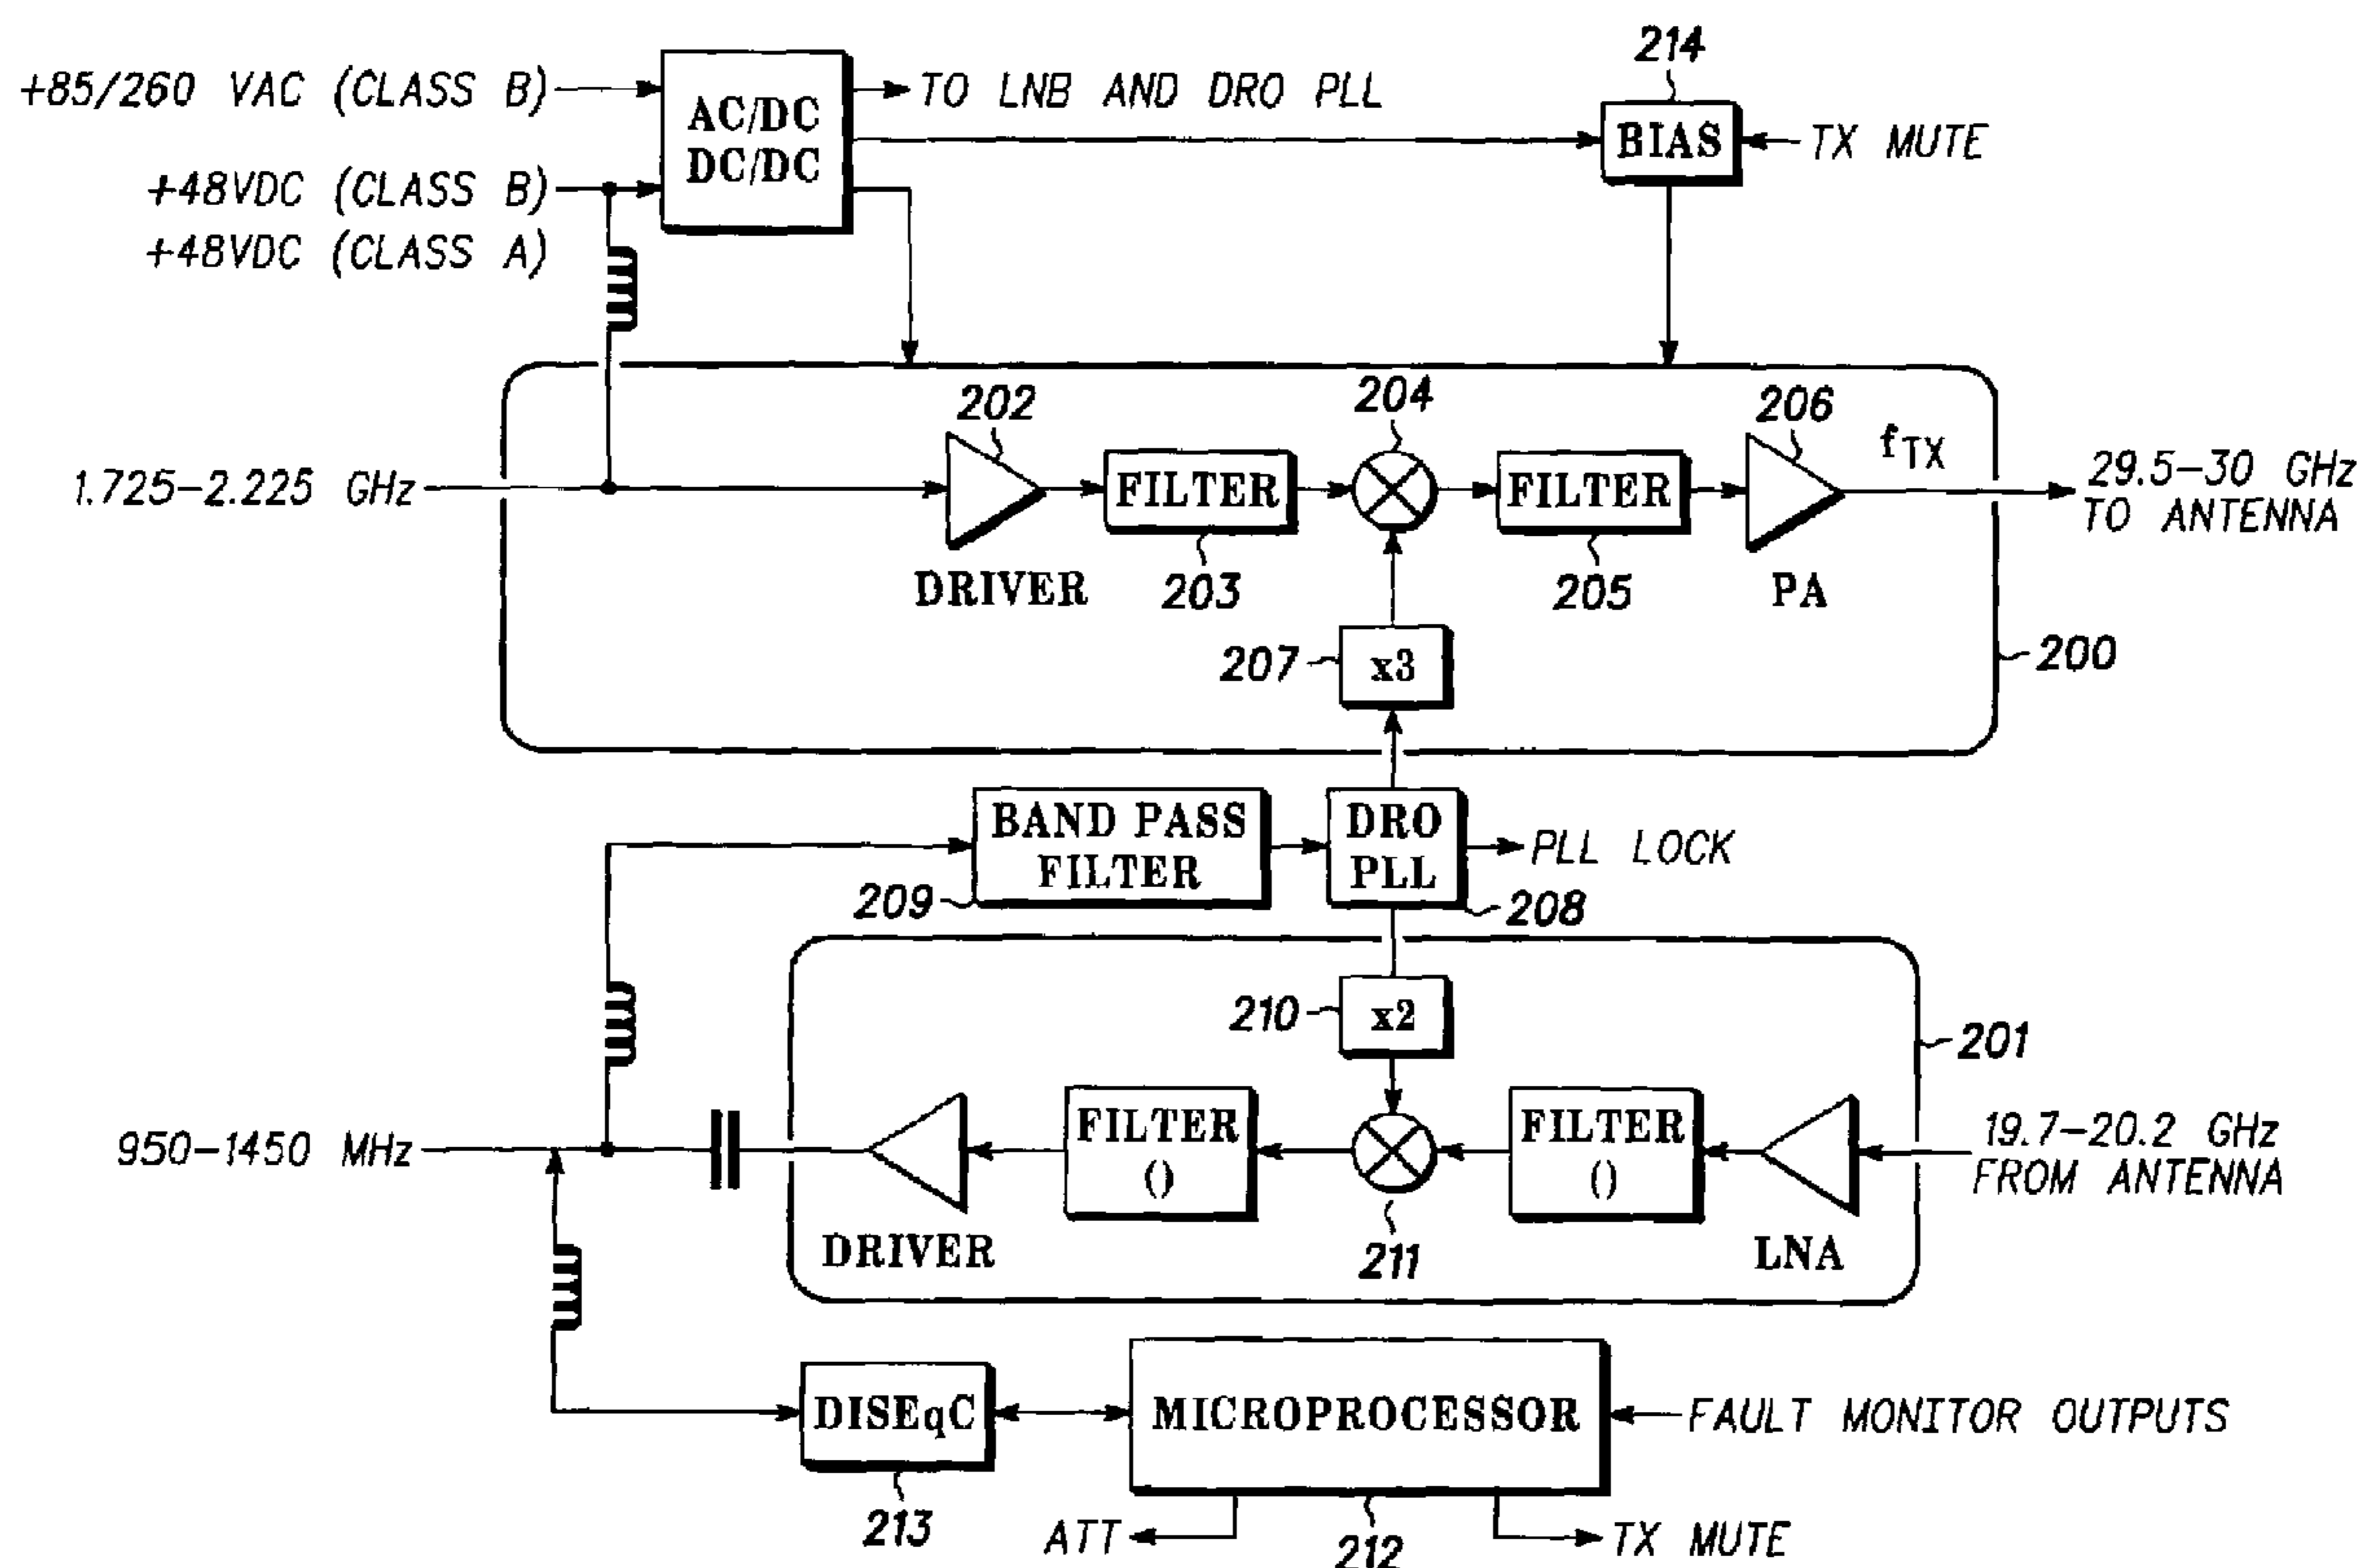 214
+85/260 VAC (CLASS B)
AC/DC
DC/DC
TO LNB AND DRO PLL
BIAS
TX MUTE
+48VDC (CLASS B)
+48VDC (CLASS A)
202
204
206
fTX
1.725-2.225 GHz
FILTER
FILTER
29.5-30 GHz
TO ANTENNA
DRIVER
203
205
PA
207
x3
200
BAND PASS
FILTER
DRO
PLL
PLL LOCK
209
208
210
x2
201
950-1450 MHz
FILTER
()
FILTER
()
19.7-20.2 GHz
FROM ANTENNA
DRIVER
211
LNA
DISEqC
MICROPROCESSOR
FAULT MONITOR OUTPUTS
213
ATT
212
TX MUTE